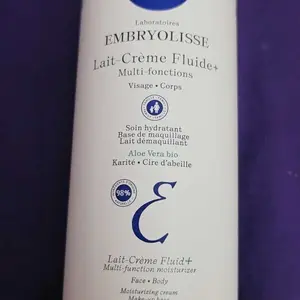 Laboratoires
EMBRYOLISSE
Lait-Crème Fluide+
Multi-fonctions
Visage • Corps
Soin hydratant
Base de maquillage
Lait démaquillant
Aloe Vera bio
Karité • Cire d'abeille
98%
Lait-Crème Fluid+
Multi-function moisturizer
Face • Body
Moisturizing cream